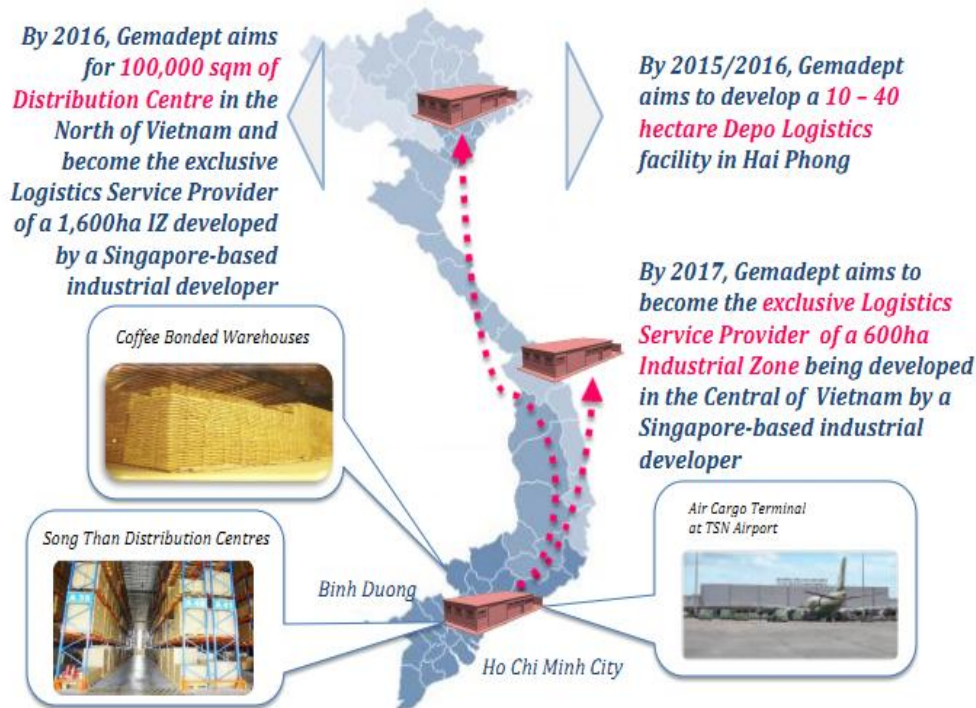 By 2016, Gemadept aims
for 100,000 sqm of
Distribution Centre in the
North of Vietnam and
become the exclusive
Logistics Service Provider
of a 1,600ha IZ developed
by a Singapore-based
industrial developer
By 2015/2016, Gemadept
aims to develop a 10 – 40
hectare Depo Logistics
facility in Hai Phong
By 2017, Gemadept aims to
become the exclusive Logistics
Service Provider of a 600ha
Industrial Zone being developed
in the Central of Vietnam by a
Singapore-based industrial
developer
Coffee Bonded Warehouses
Song Than Distribution Centres
Air Cargo Terminal
at TSN Airport
Binh Duong
Ho Chi Minh City